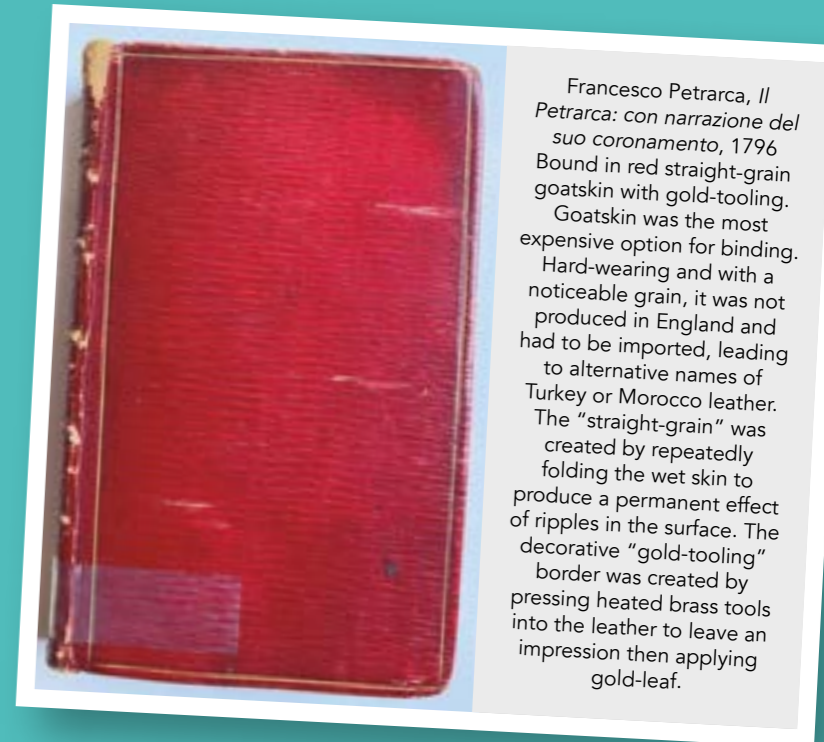 Francesco Petrarca, Il
Petrarca: con narrazione del
suo coronamento, 1796
Bound in red straight-grain
goatskin with gold-tooling.
Goatskin was the most
expensive option for binding.
Hard-wearing and with a
noticeable grain, it was not
produced in England and
had to be imported, leading
to alternative names of
Turkey or Morocco leather.
The “straight-grain” was
created by repeatedly
folding the wet skin to
produce a permanent effect
of ripples in the surface. The
decorative “gold-tooling”
border was created by
pressing heated brass tools
into the leather to leave an
impression then applying
gold-leaf.